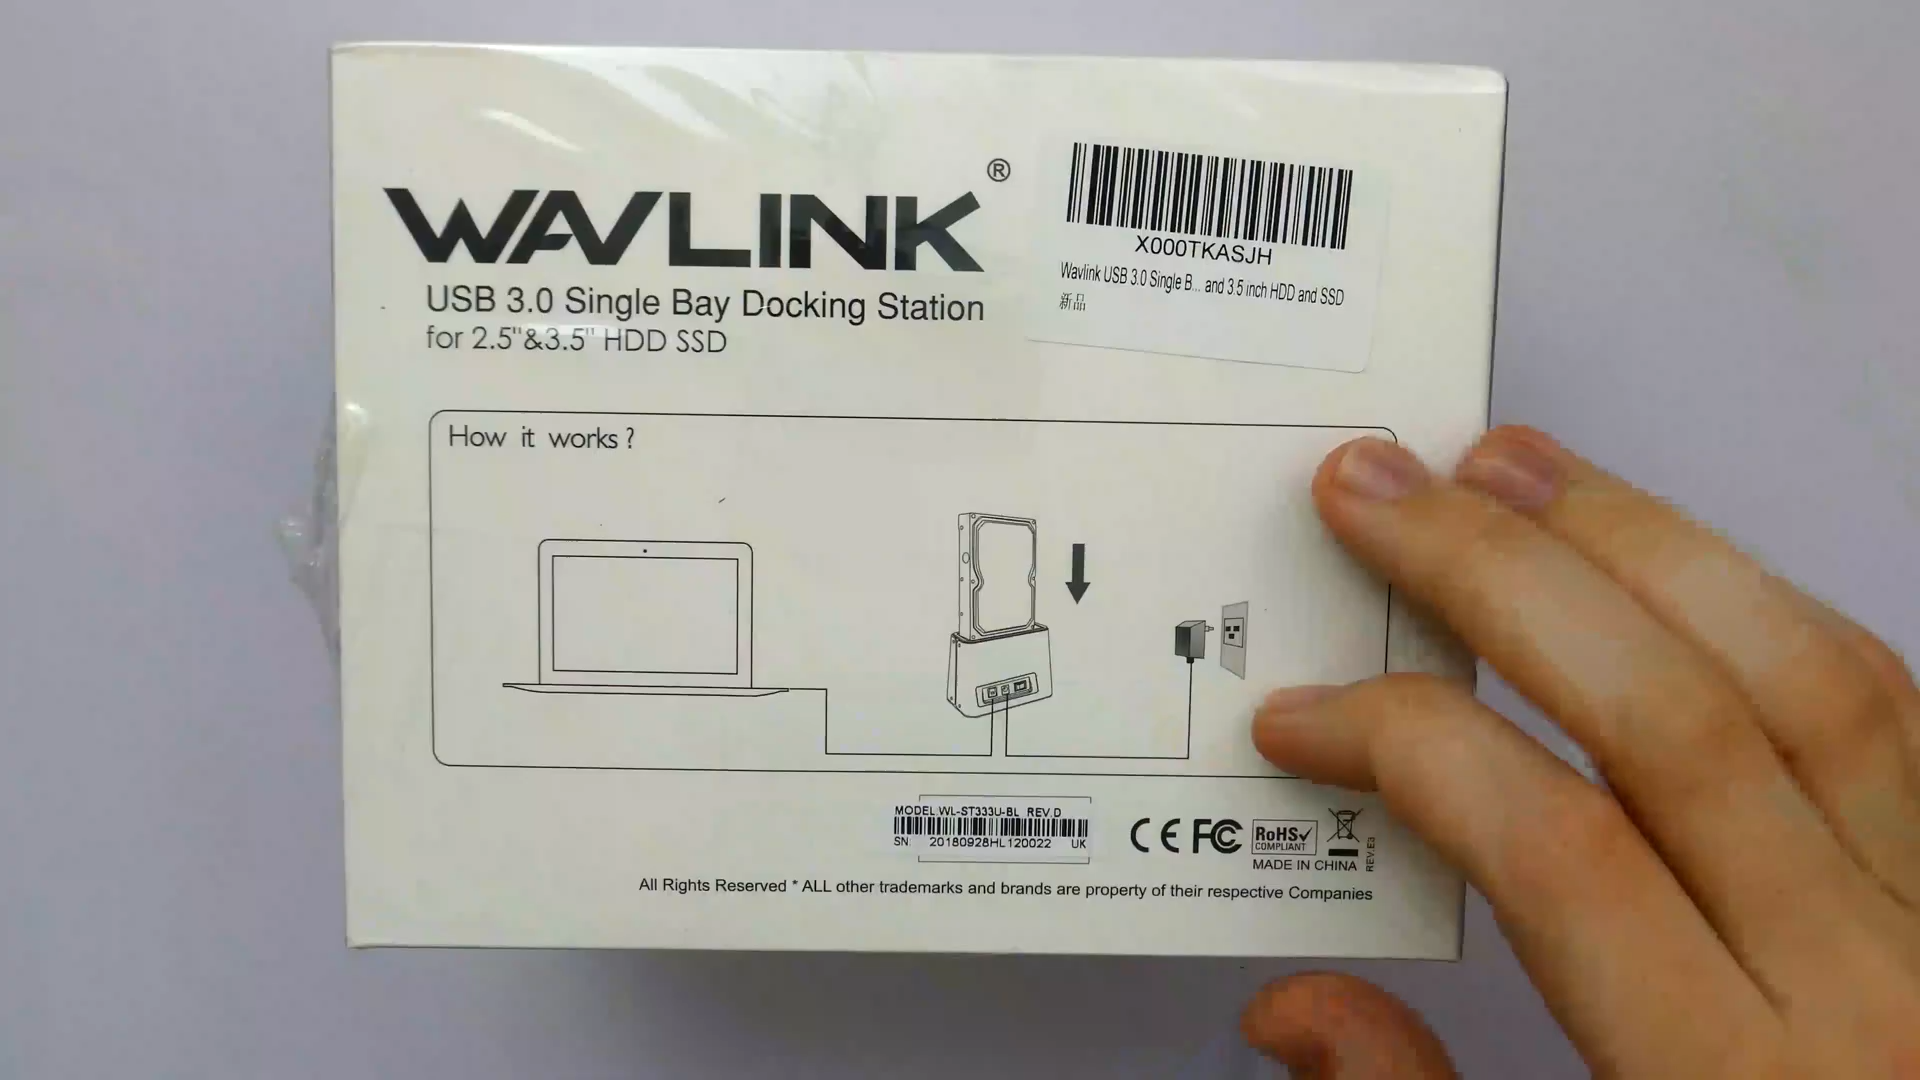 WAVLINK®
USB 3.0 Single Bay Docking Station
for 2.5"&3.5" HDD SSD
X000TKASJH
Wavlink USB 3.0 Single B... and 3.5 inch HDD and SSD
新品
How it works?
MODEL:WL-ST333U-BL REV.D
SN: 20180928HL120022 UK
CE FC RoHS✓
COMPLIANT
MADE IN CHINA
REV.E3
All Rights Reserved * ALL other trademarks and brands are property of their respective Companies